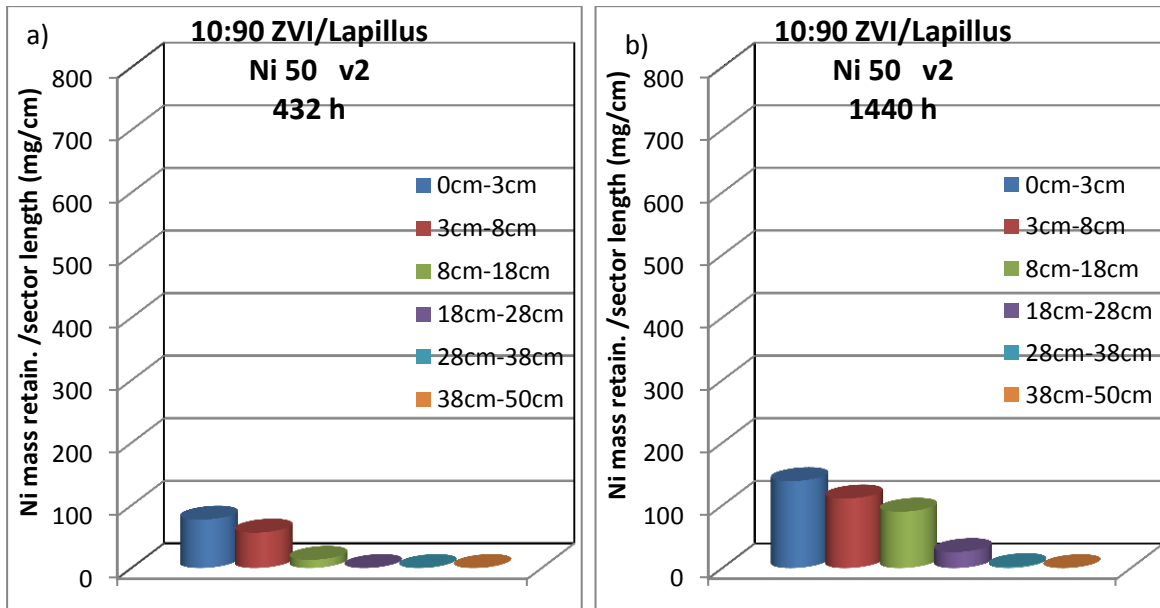 a)
10:90 ZVI/Lapillus
Ni 50 v2
432 h
Ni mass retain. /sector length (mg/cm)
800
700
600
500
400
300
200
100
0
0cm-3cm
3cm-8cm
8cm-18cm
18cm-28cm
28cm-38cm
38cm-50cm
b)
10:90 ZVI/Lapillus
Ni 50 v2
1440 h
Ni mass retain. /sector length (mg/cm)
800
700
600
500
400
300
200
100
0
0cm-3cm
3cm-8cm
8cm-18cm
18cm-28cm
28cm-38cm
38cm-50cm